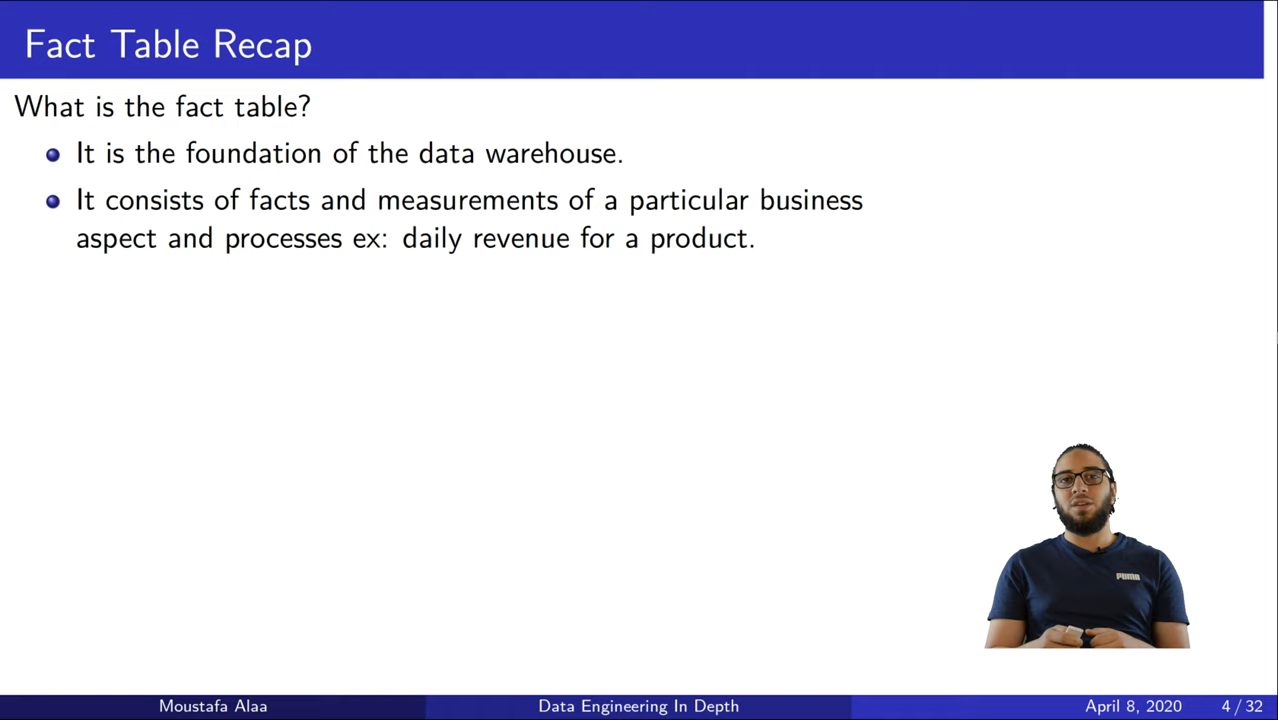 Fact Table Recap
What is the fact table?
It is the foundation of the data warehouse.
It consists of facts and measurements of a particular business
aspect and processes ex: daily revenue for a product.
PUMA
Moustafa Alaa Data Engineering In Depth April 8, 2020 4 / 32